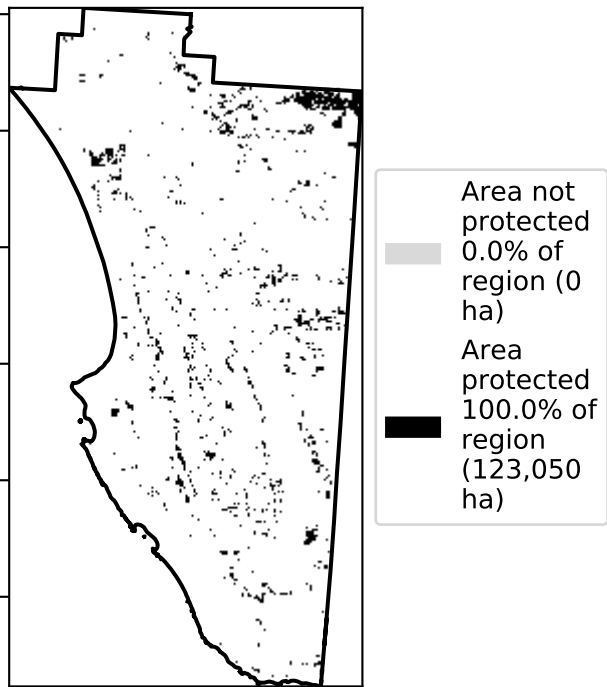 Area not
protected
0.0% of
region (0
ha)
Area
protected
100.0% of
region
(123,050
ha)